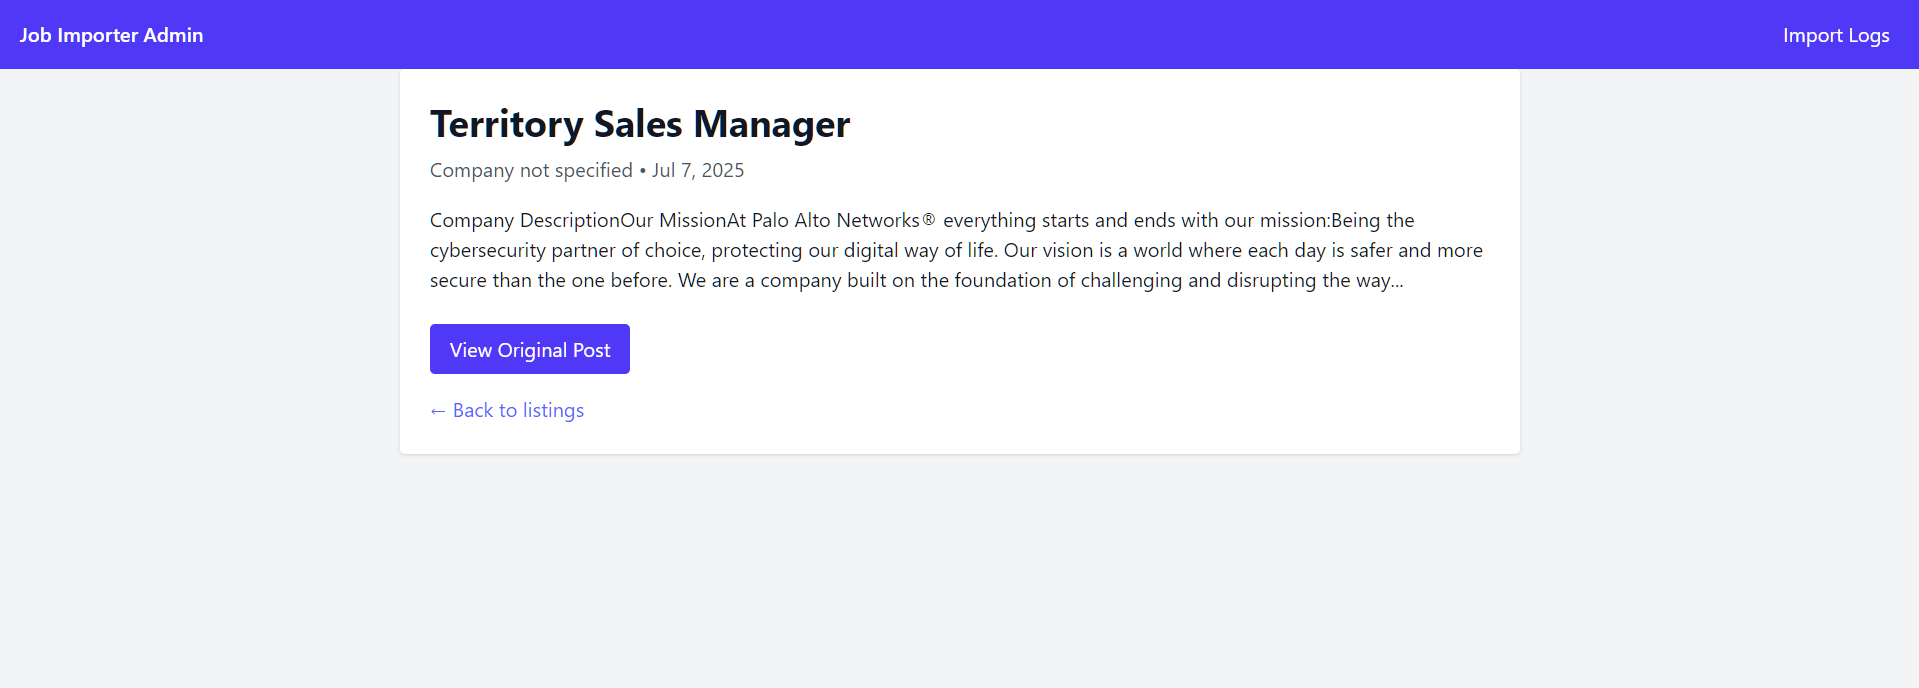 Job Importer Admin
Import Logs
Territory Sales Manager
Company not specified • Jul 7, 2025
Company DescriptionOur MissionAt Palo Alto Networks® everything starts and ends with our mission:Being the
cybersecurity partner of choice, protecting our digital way of life. Our vision is a world where each day is safer and more
secure than the one before. We are a company built on the foundation of challenging and disrupting the way...
View Original Post
← Back to listings